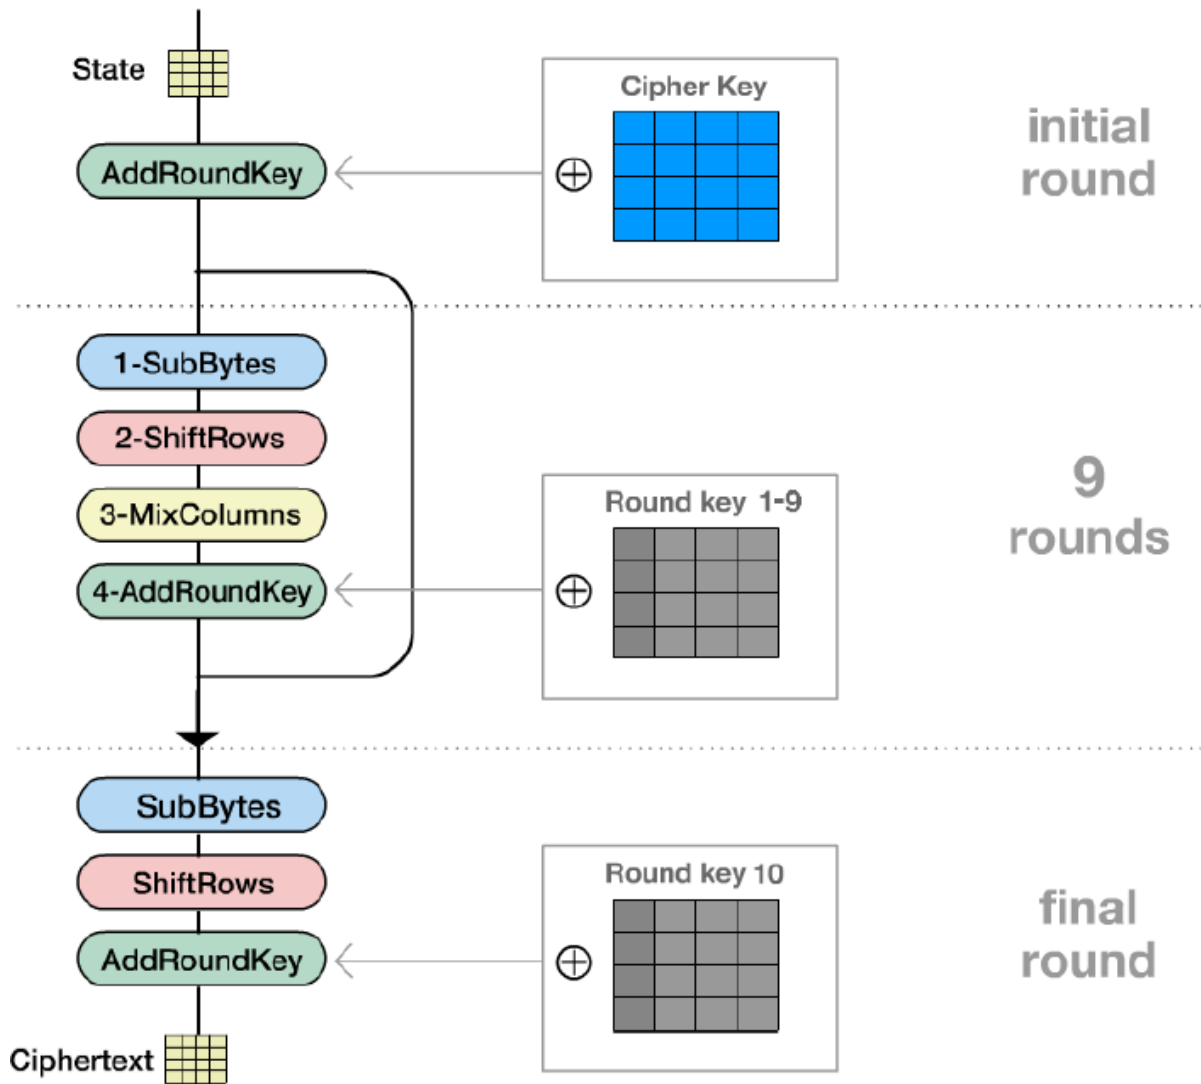 State
Cipher Key
AddRoundKey
initial
round
1-SubBytes
2-ShiftRows
3-MixColumns
4-AddRoundKey
Round key 1-9
9
rounds
SubBytes
ShiftRows
AddRoundKey
Round key 10
final
round
Ciphertext